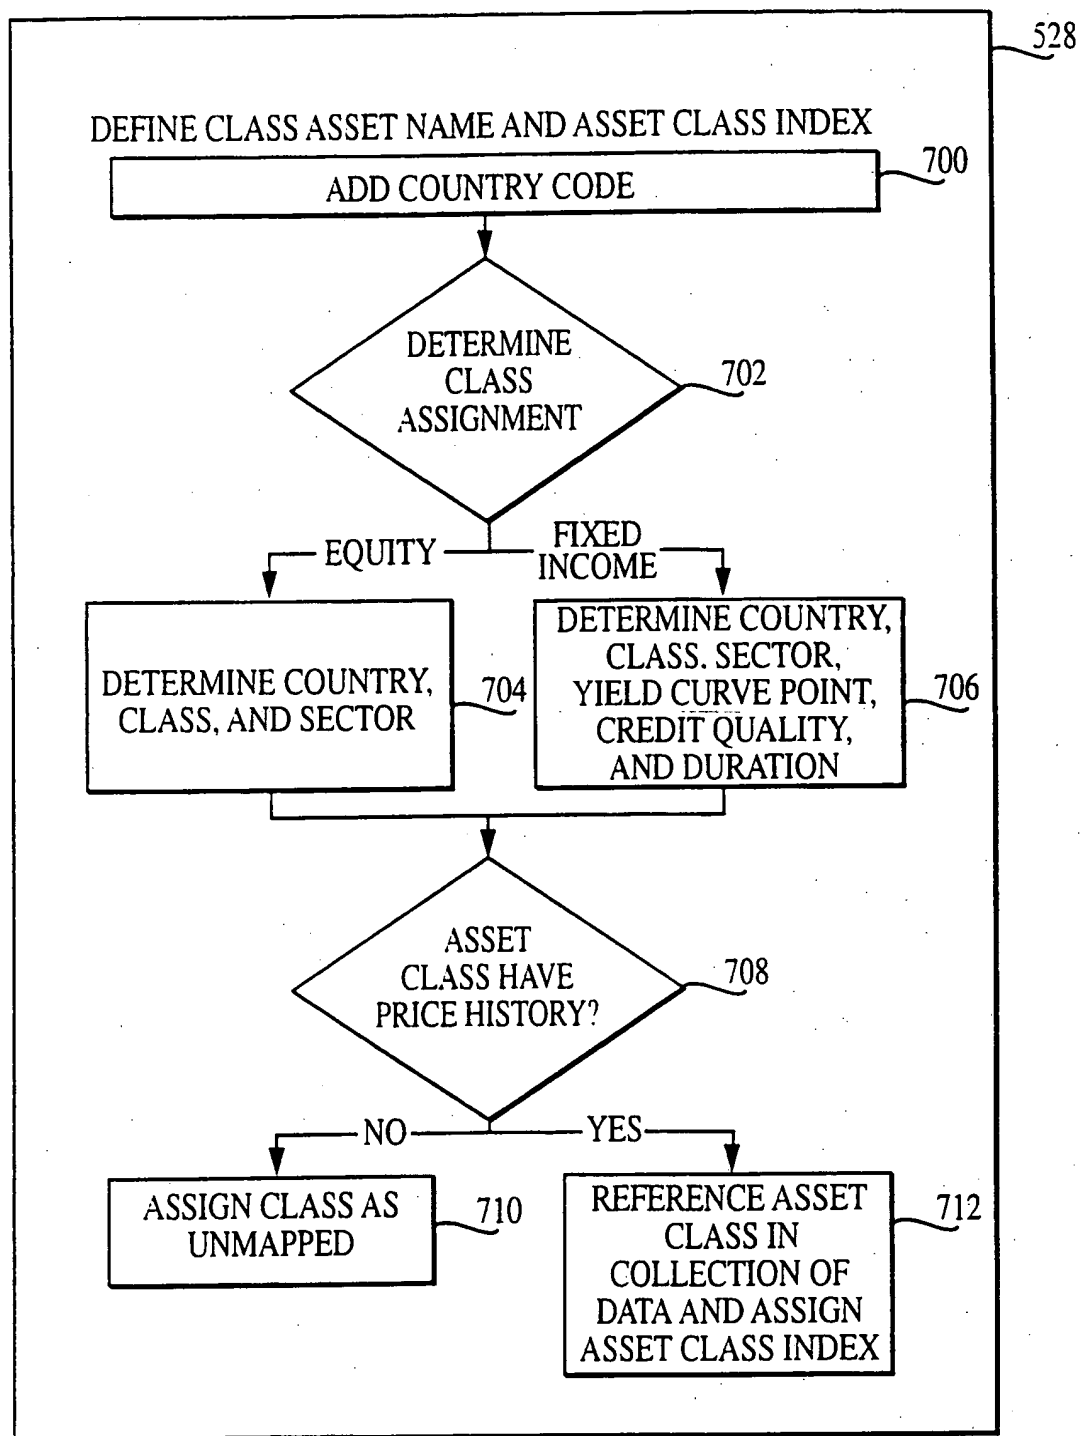 528
DEFINE CLASS ASSET NAME AND ASSET CLASS INDEX
ADD COUNTRY CODE
700
DETERMINE
CLASS
ASSIGNMENT
702
EQUITY
FIXED
INCOME
DETERMINE COUNTRY,
CLASS, AND SECTOR
704
DETERMINE COUNTRY,
CLASS. SECTOR,
YIELD CURVE POINT,
CREDIT QUALITY,
AND DURATION
706
ASSET
CLASS HAVE
PRICE HISTORY?
708
NO
YES
ASSIGN CLASS AS
UNMAPPED
710
REFERENCE ASSET
CLASS IN
COLLECTION OF
DATA AND ASSIGN
ASSET CLASS INDEX
712